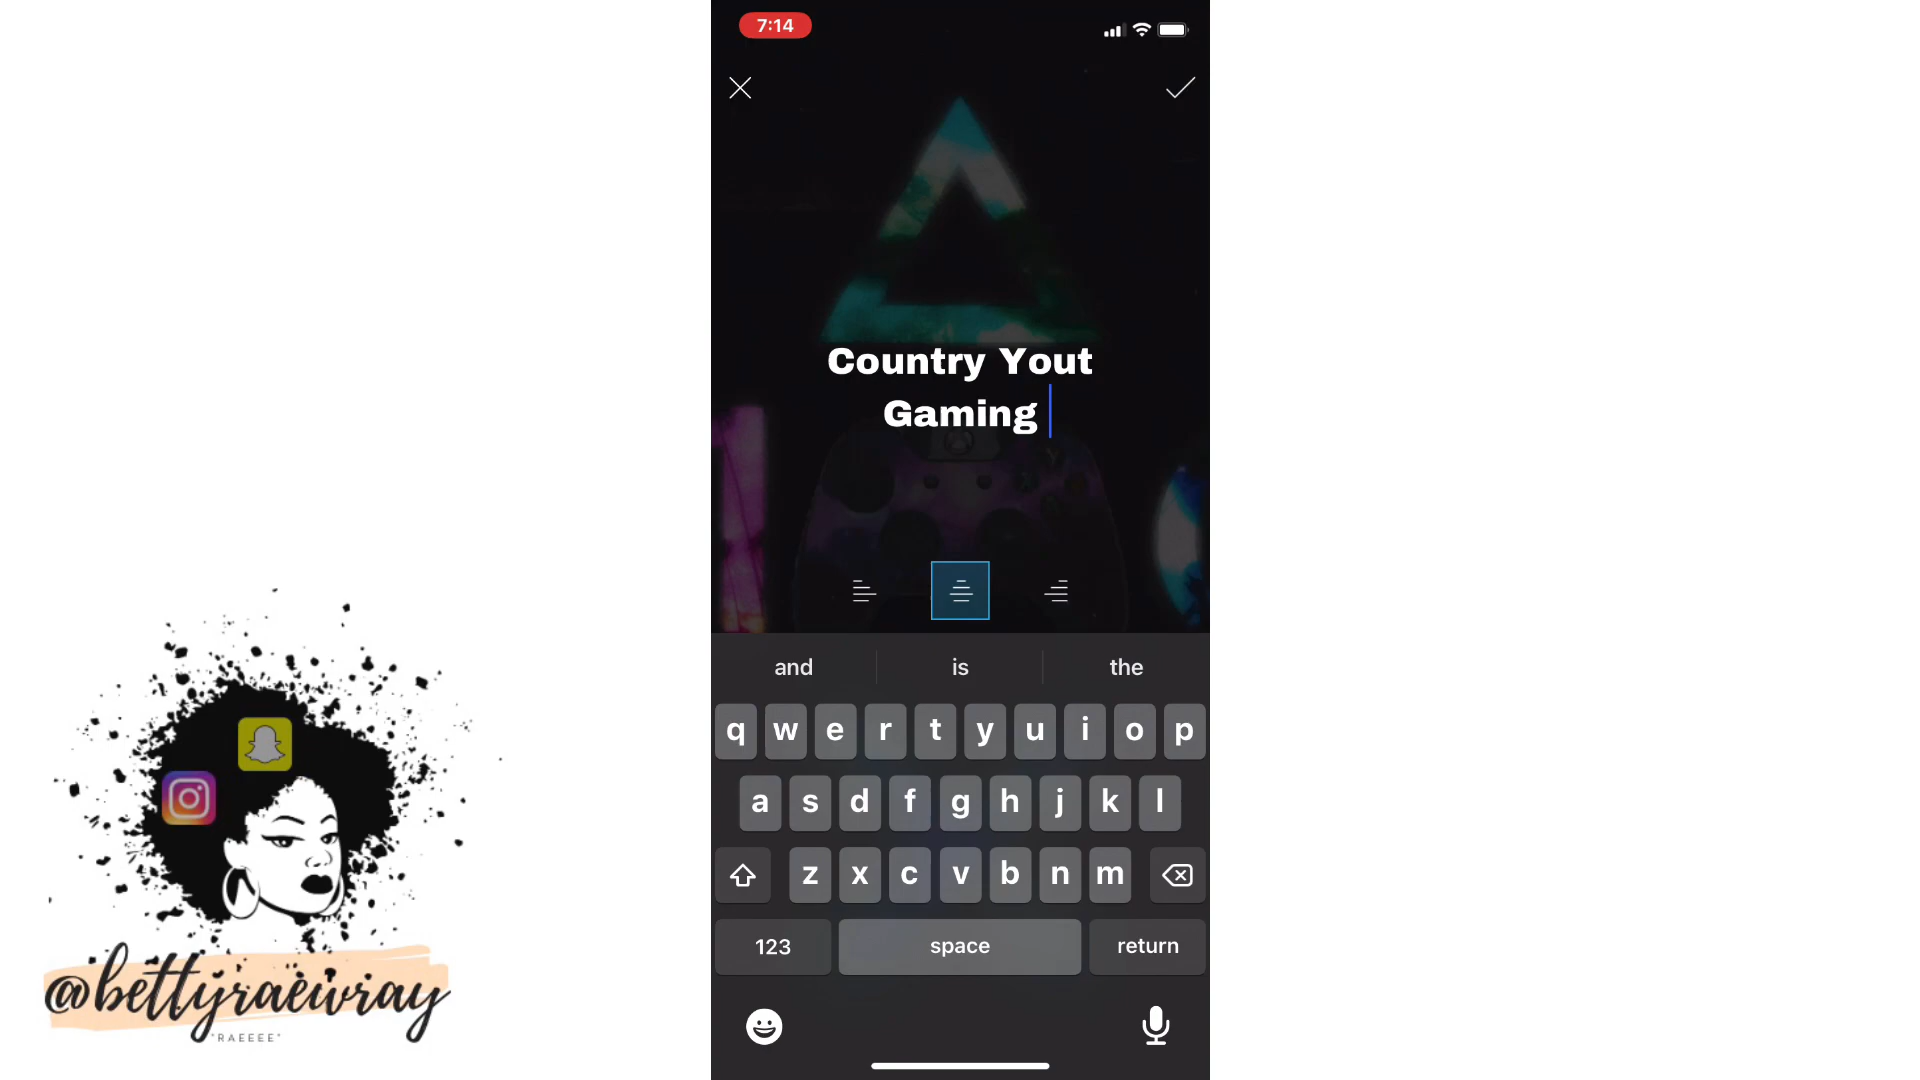 7:14
Country Yout
Gaming
and is the
q w e r t y u i o p
a s d f g h j k l
z x c v b n m
123 space return
@bettyraewray
"RAEEEE"